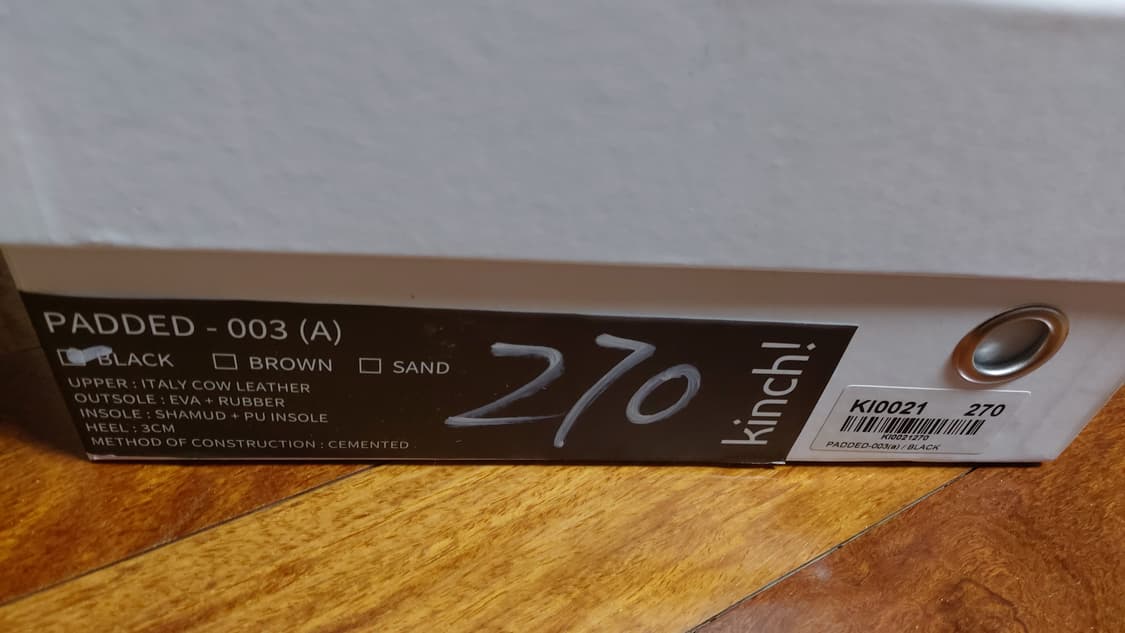 PADDED - 003 (A)
BLACK BROWN SAND
UPPER : ITALY COW LEATHER
OUTSOLE : EVA + RUBBER
INSOLE : SHAMUD + PU INSOLE
HEEL : 3CM
METHOD OF CONSTRUCTION : CEMENTED
270
kinch!
KI0021 270
KI0021270
PADDED-003(a) / BLACK